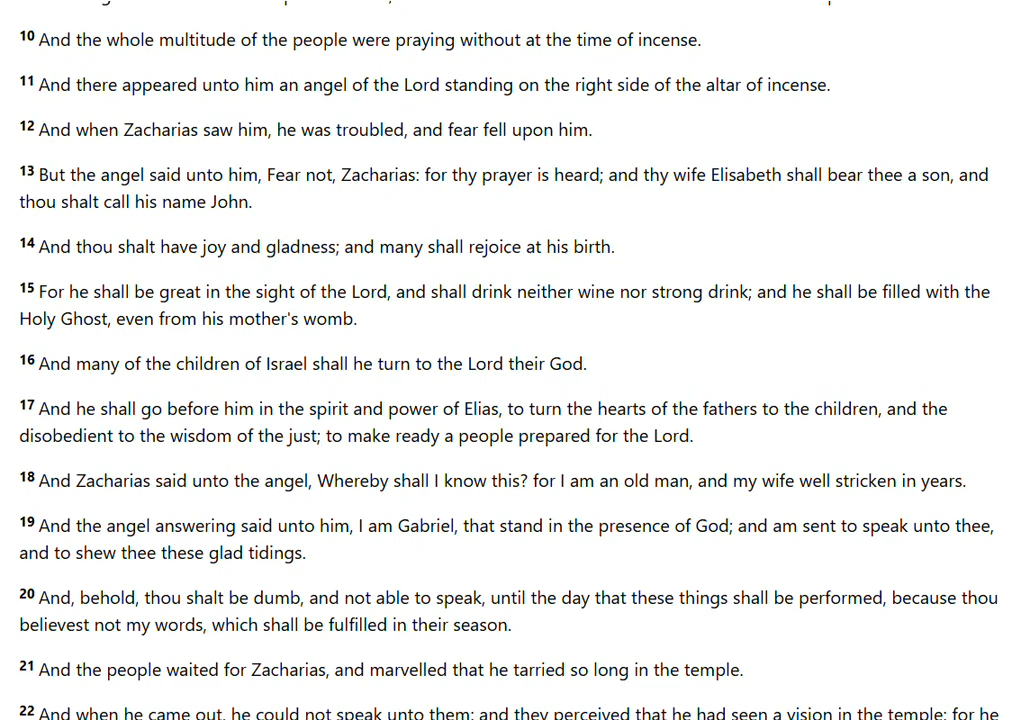 10 And the whole multitude of the people were praying without at the time of incense.
11 And there appeared unto him an angel of the Lord standing on the right side of the altar of incense.
12 And when Zacharias saw him, he was troubled, and fear fell upon him.
13 But the angel said unto him, Fear not, Zacharias: for thy prayer is heard; and thy wife Elisabeth shall bear thee a son, and
thou shalt call his name John.
14 And thou shalt have joy and gladness; and many shall rejoice at his birth.
15 For he shall be great in the sight of the Lord, and shall drink neither wine nor strong drink; and he shall be filled with the
Holy Ghost, even from his mother's womb.
16 And many of the children of Israel shall he turn to the Lord their God.
17 And he shall go before him in the spirit and power of Elias, to turn the hearts of the fathers to the children, and the
disobedient to the wisdom of the just; to make ready a people prepared for the Lord.
18 And Zacharias said unto the angel, Whereby shall I know this? for I am an old man, and my wife well stricken in years.
19 And the angel answering said unto him, I am Gabriel, that stand in the presence of God; and am sent to speak unto thee,
and to shew thee these glad tidings.
20 And, behold, thou shalt be dumb, and not able to speak, until the day that these things shall be performed, because thou
believest not my words, which shall be fulfilled in their season.
21 And the people waited for Zacharias, and marvelled that he tarried so long in the temple.
22 And when he came out, he could not speak unto them: and they perceived that he had seen a vision in the temple: for he